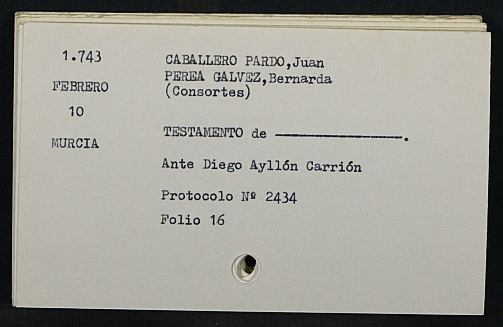 1.743
FEBRERO
10
MURCIA
CABALLERO PARDO,Juan
PEREA GALVEZ,Bernarda
(Consortes)
TESTAMENTO de ————————.
Ante Diego Ayllón Carrión
Protocolo Nº 2434
Folio 16